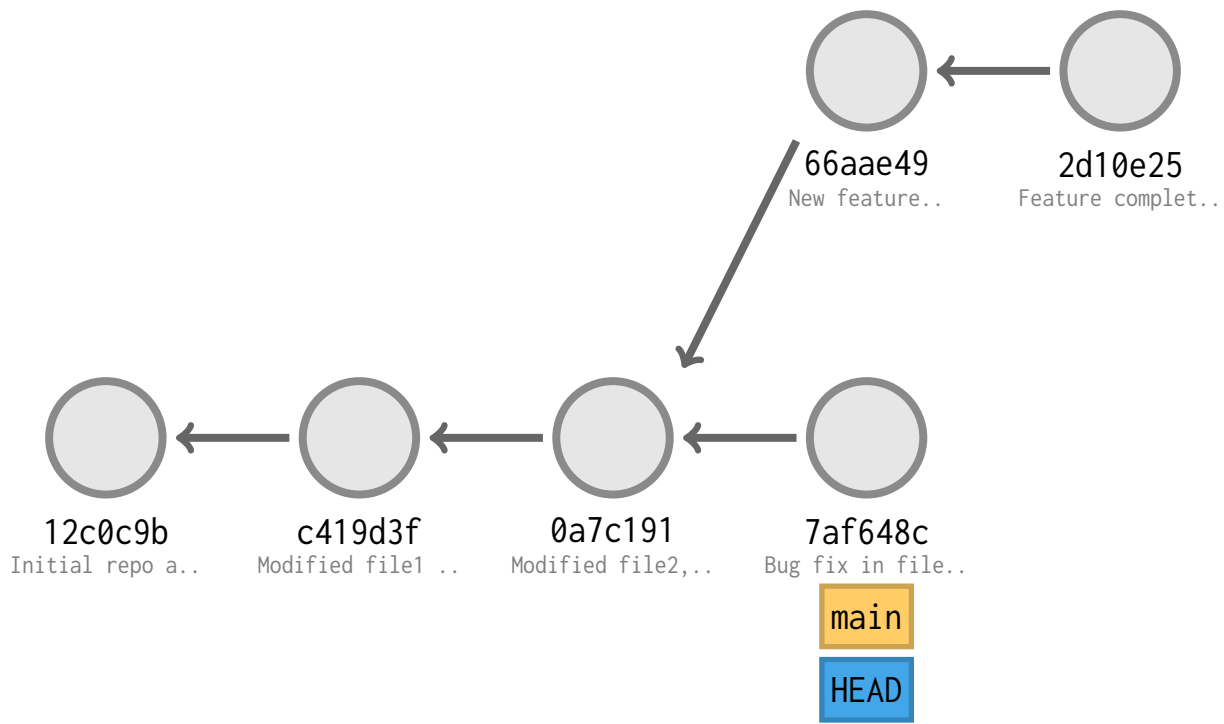 66aae49
New feature..
2d10e25
Feature complet..
12c0c9b
Initial repo a..
c419d3f
Modified file1 ..
0a7c191
Modified file2,..
7af648c
Bug fix in file..
main
HEAD